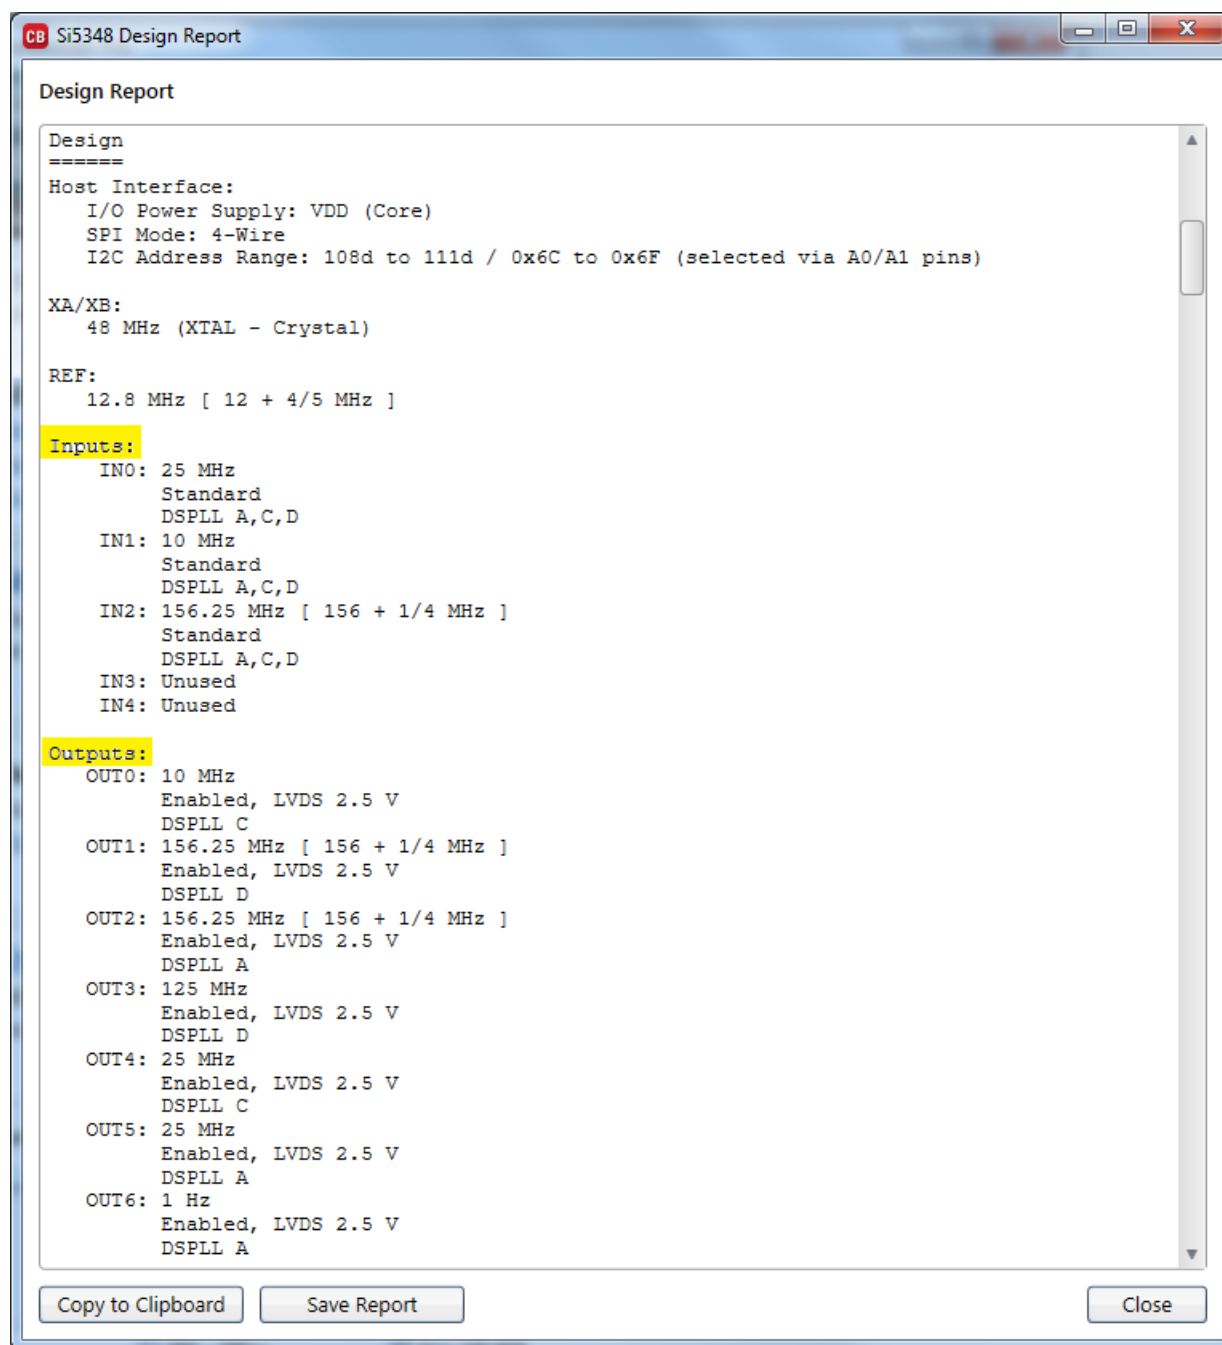 CB Si5348 Design Report
Design Report
Design
======
Host Interface:
I/O Power Supply: VDD (Core)
SPI Mode: 4-Wire
I2C Address Range: 108d to 111d / 0x6C to 0x6F (selected via A0/A1 pins)
XA/XB:
48 MHz (XTAL - Crystal)
REF:
12.8 MHz [ 12 + 4/5 MHz ]
Inputs:
IN0: 25 MHz
Standard
DSPLL A,C,D
IN1: 10 MHz
Standard
DSPLL A,C,D
IN2: 156.25 MHz [ 156 + 1/4 MHz ]
Standard
DSPLL A,C,D
IN3: Unused
IN4: Unused
Outputs:
OUT0: 10 MHz
Enabled, LVDS 2.5 V
DSPLL C
OUT1: 156.25 MHz [ 156 + 1/4 MHz ]
Enabled, LVDS 2.5 V
DSPLL D
OUT2: 156.25 MHz [ 156 + 1/4 MHz ]
Enabled, LVDS 2.5 V
DSPLL A
OUT3: 125 MHz
Enabled, LVDS 2.5 V
DSPLL D
OUT4: 25 MHz
Enabled, LVDS 2.5 V
DSPLL C
OUT5: 25 MHz
Enabled, LVDS 2.5 V
DSPLL A
OUT6: 1 Hz
Enabled, LVDS 2.5 V
DSPLL A
Copy to Clipboard Save Report Close